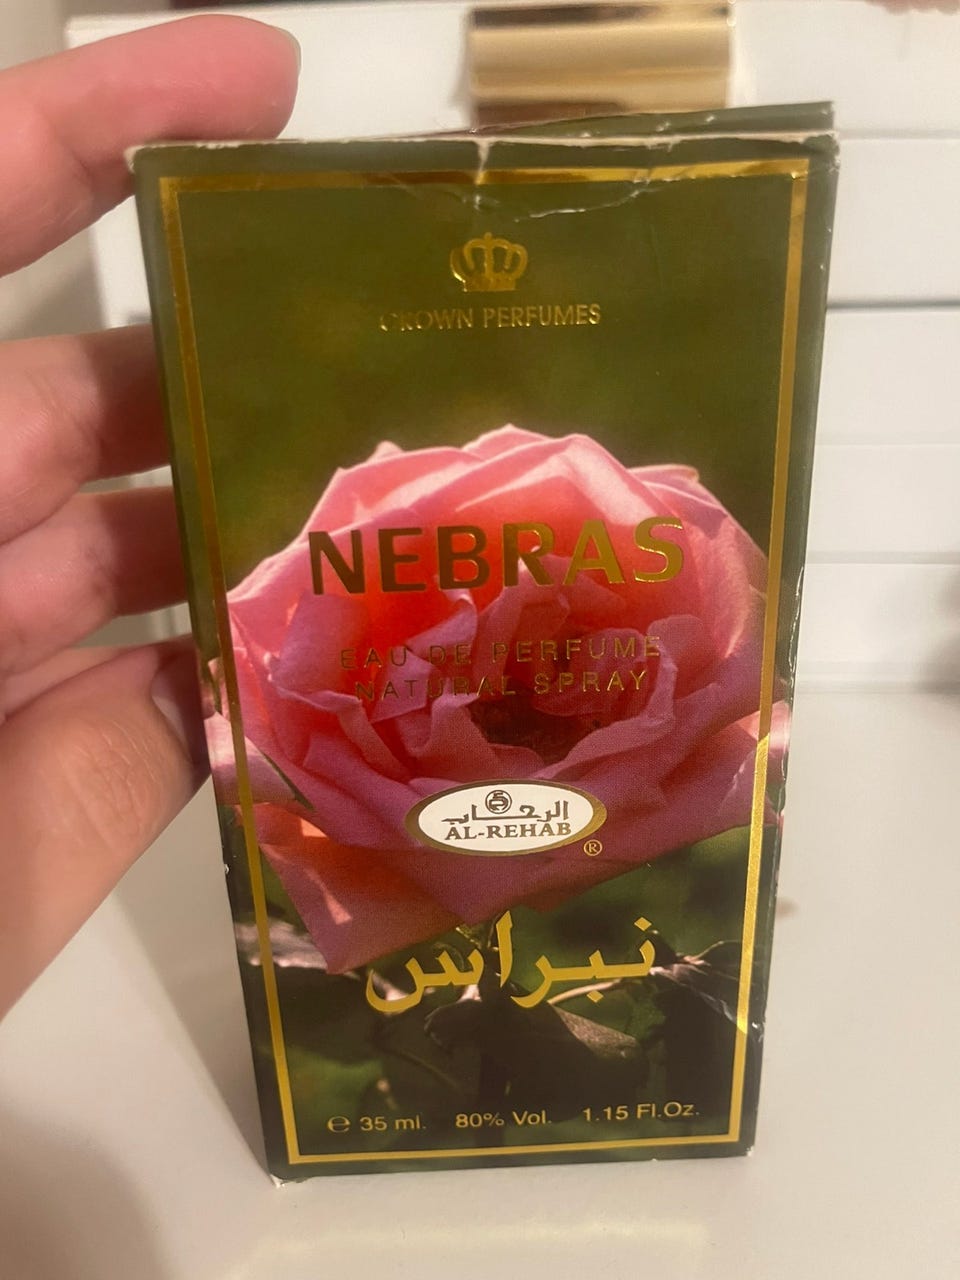 CROWN PERFUMES
NEBRAS
EAU DE PERFUME
NATURAL SPRAY
الرحاب
AL-REHAB
®
نبراس
℮ 35 ml. 80% Vol. 1.15 Fl.Oz.